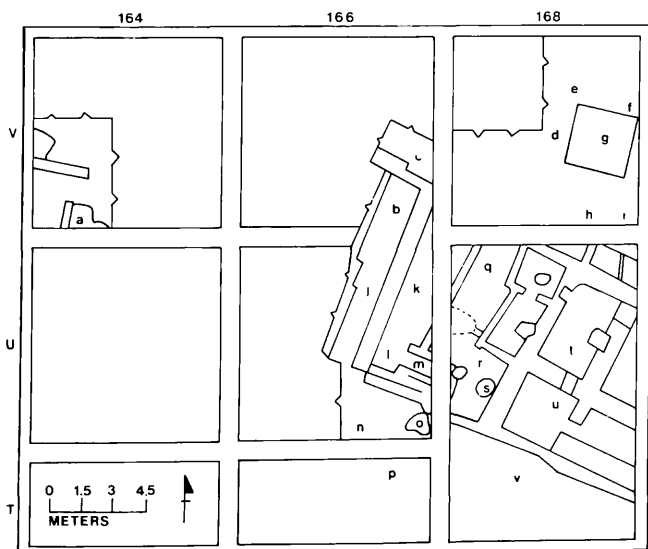 164 166 168
e
f
V d g
c
a b h i
q
j k
U l m r t
s
u
n o
p
0 1.5 3 4.5 v
T METERS